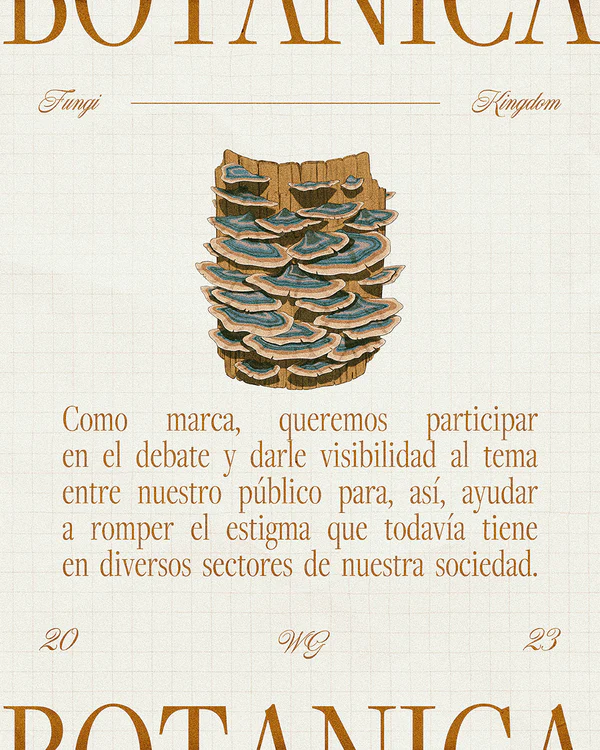 BOTANICA
Fungi Kingdom
Como marca, queremos participar
en el debate y darle visibilidad al tema
entre nuestro público para, así, ayudar
a romper el estigma que todavía tiene
en diversos sectores de nuestra sociedad.
20 WG 23
BOTANICA